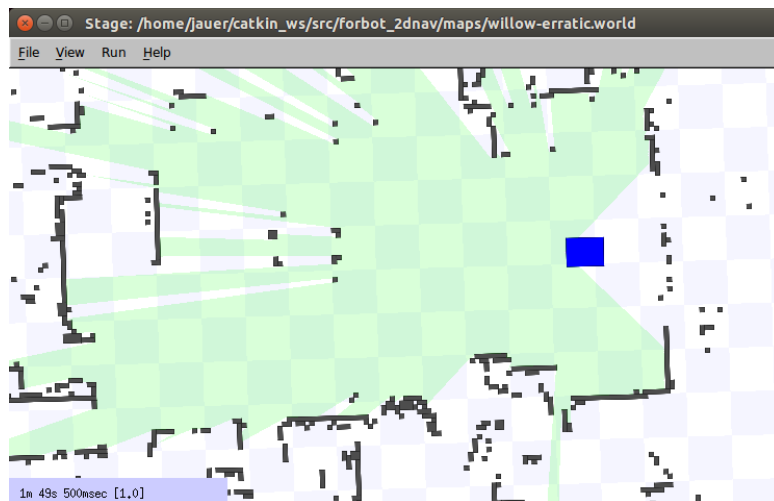 Stage: /home/jauer/catkin_ws/src/forbot_2dnav/maps/willow-erratic.world
File View Run Help
1m 49s 500msec [1.0]